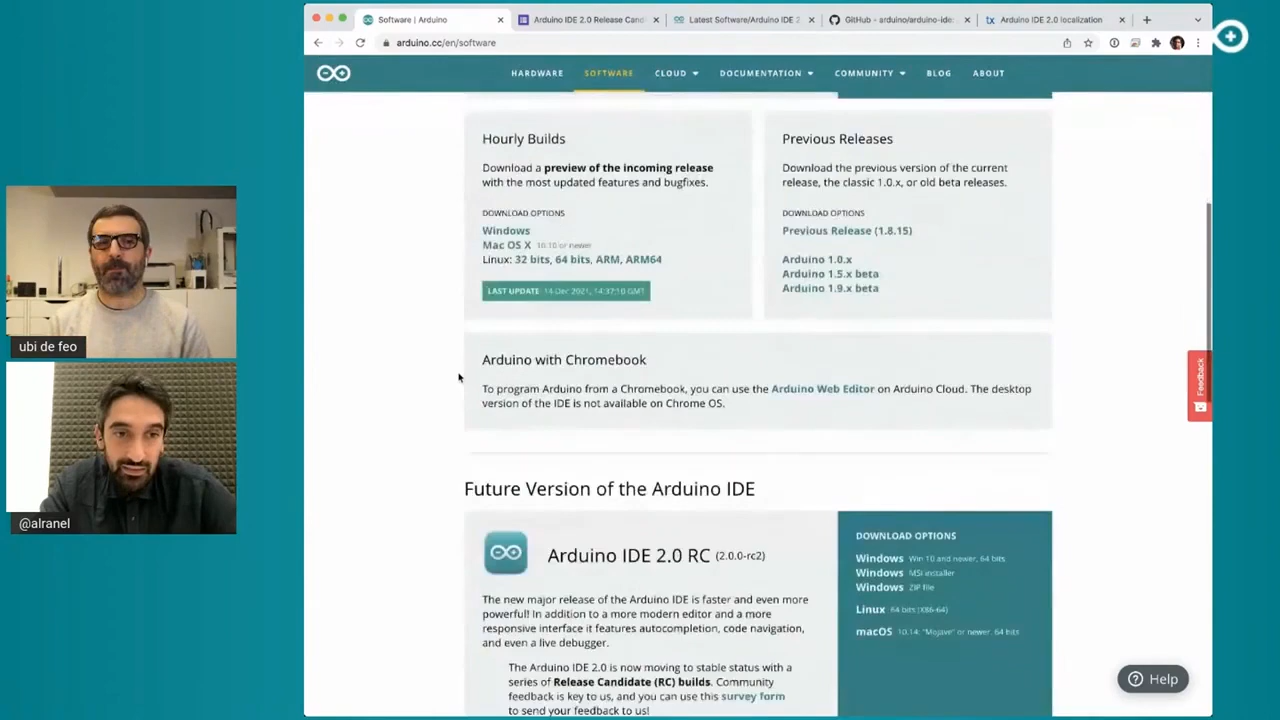 Software | Arduino
Arduino IDE 2.0 Release Cand
Latest Software/Arduino IDE 2
GitHub - arduino/arduino-ide:
Arduino IDE 2.0 localization
arduino.cc/en/software
HARDWARE SOFTWARE CLOUD DOCUMENTATION COMMUNITY BLOG ABOUT
Hourly Builds
Download a preview of the incoming release
with the most updated features and bugfixes.
DOWNLOAD OPTIONS
Windows
Mac OS X 10.10 or newer
Linux: 32 bits, 64 bits, ARM, ARM64
LAST UPDATE 14 Dec 2021, 14:37:10 GMT
Previous Releases
Download the previous version of the current
release, the classic 1.0.x, or old beta releases.
DOWNLOAD OPTIONS
Previous Release (1.8.15)
Arduino 1.0.x
Arduino 1.5.x beta
Arduino 1.9.x beta
Arduino with Chromebook
To program Arduino from a Chromebook, you can use the Arduino Web Editor on Arduino Cloud. The desktop
version of the IDE is not available on Chrome OS.
Future Version of the Arduino IDE
Arduino IDE 2.0 RC (2.0.0-rc2)
The new major release of the Arduino IDE is faster and even more
powerful! In addition to a more modern editor and a more
responsive interface it features autocompletion, code navigation,
and even a live debugger.
The Arduino IDE 2.0 is now moving to stable status with a
series of Release Candidate (RC) builds. Community
feedback is key to us, and you can use this survey form
to send your feedback to us!
DOWNLOAD OPTIONS
Windows Win 10 and newer, 64 bits
Windows MSI installer
Windows ZIP file
Linux 64 bits (X86-64)
macOS 10.14: "Mojave" or newer, 64 bits
Feedback
Help
ubi de feo
@alranel